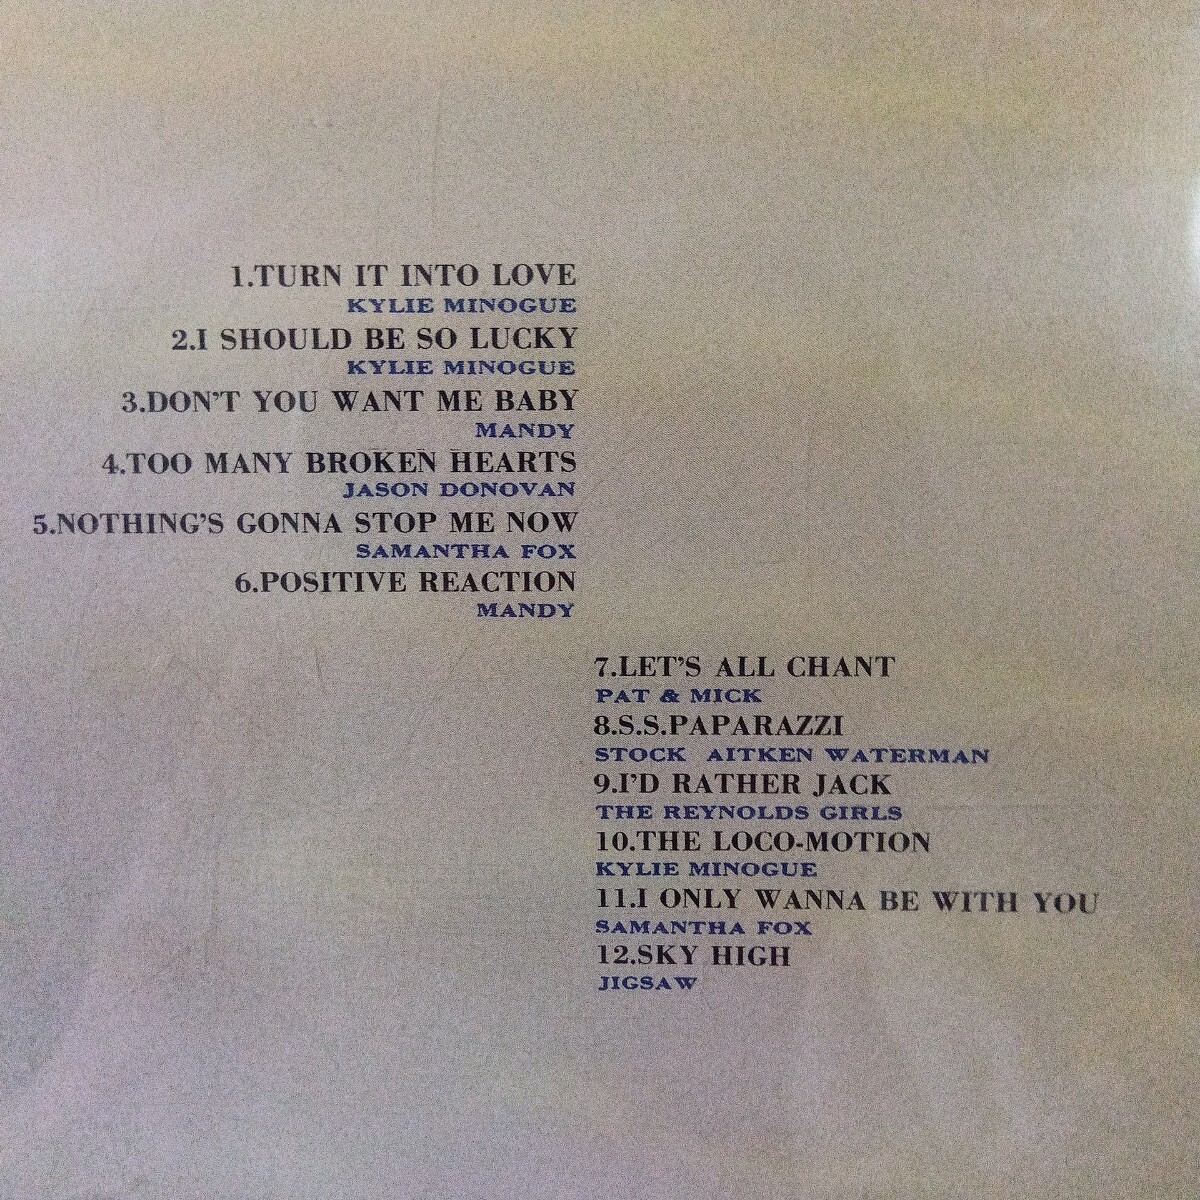 1.TURN IT INTO LOVE
KYLIE MINOGUE
2.I SHOULD BE SO LUCKY
KYLIE MINOGUE
3.DON'T YOU WANT ME BABY
MANDY
4.TOO MANY BROKEN HEARTS
JASON DONOVAN
5.NOTHING'S GONNA STOP ME NOW
SAMANTHA FOX
6.POSITIVE REACTION
MANDY
7.LET'S ALL CHANT
PAT & MICK
8.S.S.PAPARAZZI
STOCK AITKEN WATERMAN
9.I'D RATHER JACK
THE REYNOLDS GIRLS
10.THE LOCO-MOTION
KYLIE MINOGUE
11.I ONLY WANNA BE WITH YOU
SAMANTHA FOX
12.SKY HIGH
JIGSAW